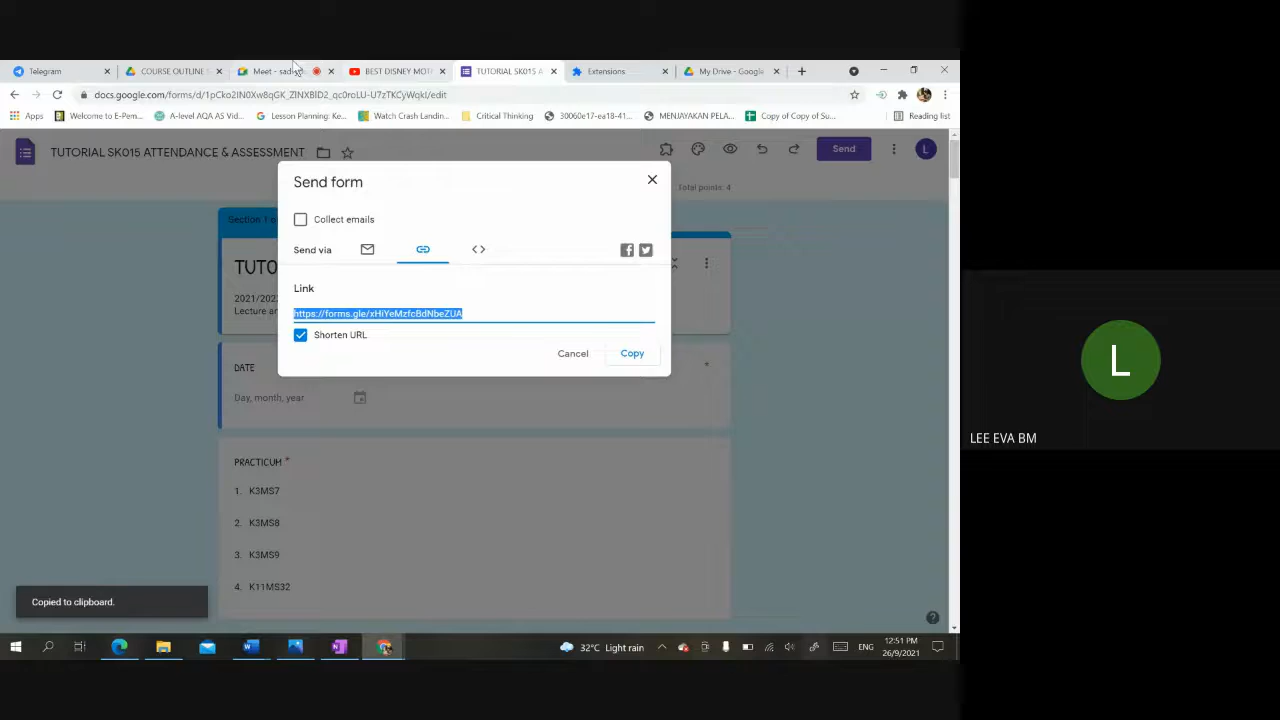 Telegram
COURSE OUTLINE
Meet - sad
BEST DISNEY MOT
TUTORIAL SK015 A
Extensions
My Drive - Google
docs.google.com/forms/d/1pCko2IN0Xw8qGK_ZINXBID2_qc0roLU-U7zTKCyWqkI/edit
Apps
Welcome to E-Pem...
A-level AQA AS Vid...
Lesson Planning: Ke...
Watch Crash Landin...
Critical Thinking
30060e17-ea18-41...
MENJAYAKAN PELA...
Copy of Copy of Su...
Reading list
TUTORIAL SK015 ATTENDANCE & ASSESSMENT
Send
L
Total points: 4
Send form
Collect emails
Send via
Link
https://forms.gle/xHiYeMzfcBdNbeZUA
Shorten URL
Cancel
Copy
Section 1 o
TUTO
2021/202
Lecture an
DATE
*
Day, month, year
PRACTICUM *
1. K3MS7
2. K3MS8
3. K3MS9
4. K11MS32
Copied to clipboard.
32°C Light rain
ENG
12:51 PM
26/9/2021
L
LEE EVA BM